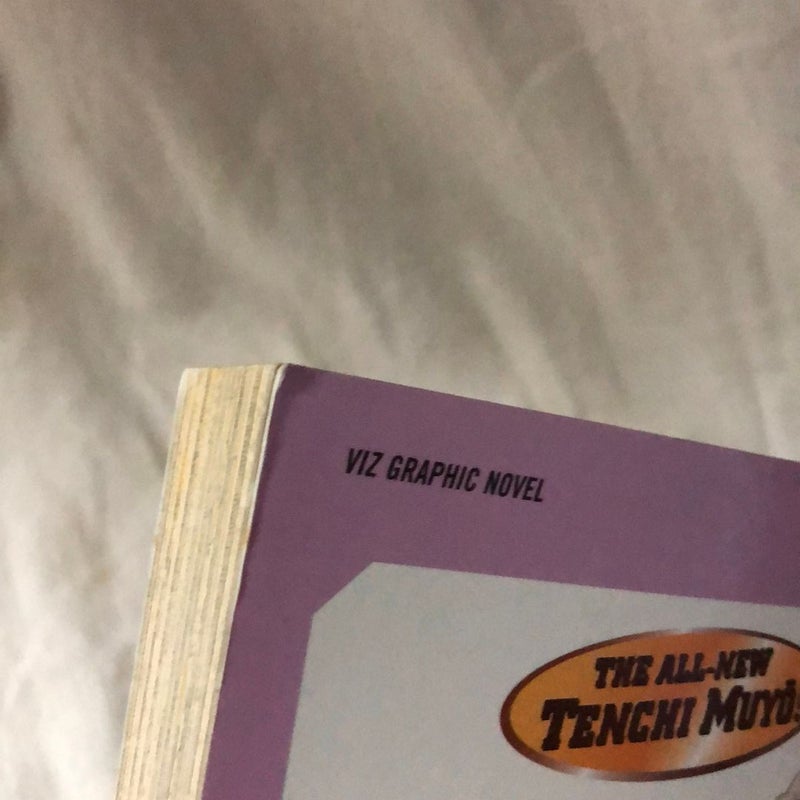 VIZ GRAPHIC NOVEL
THE ALL-NEW
TENCHI MUYŌ!